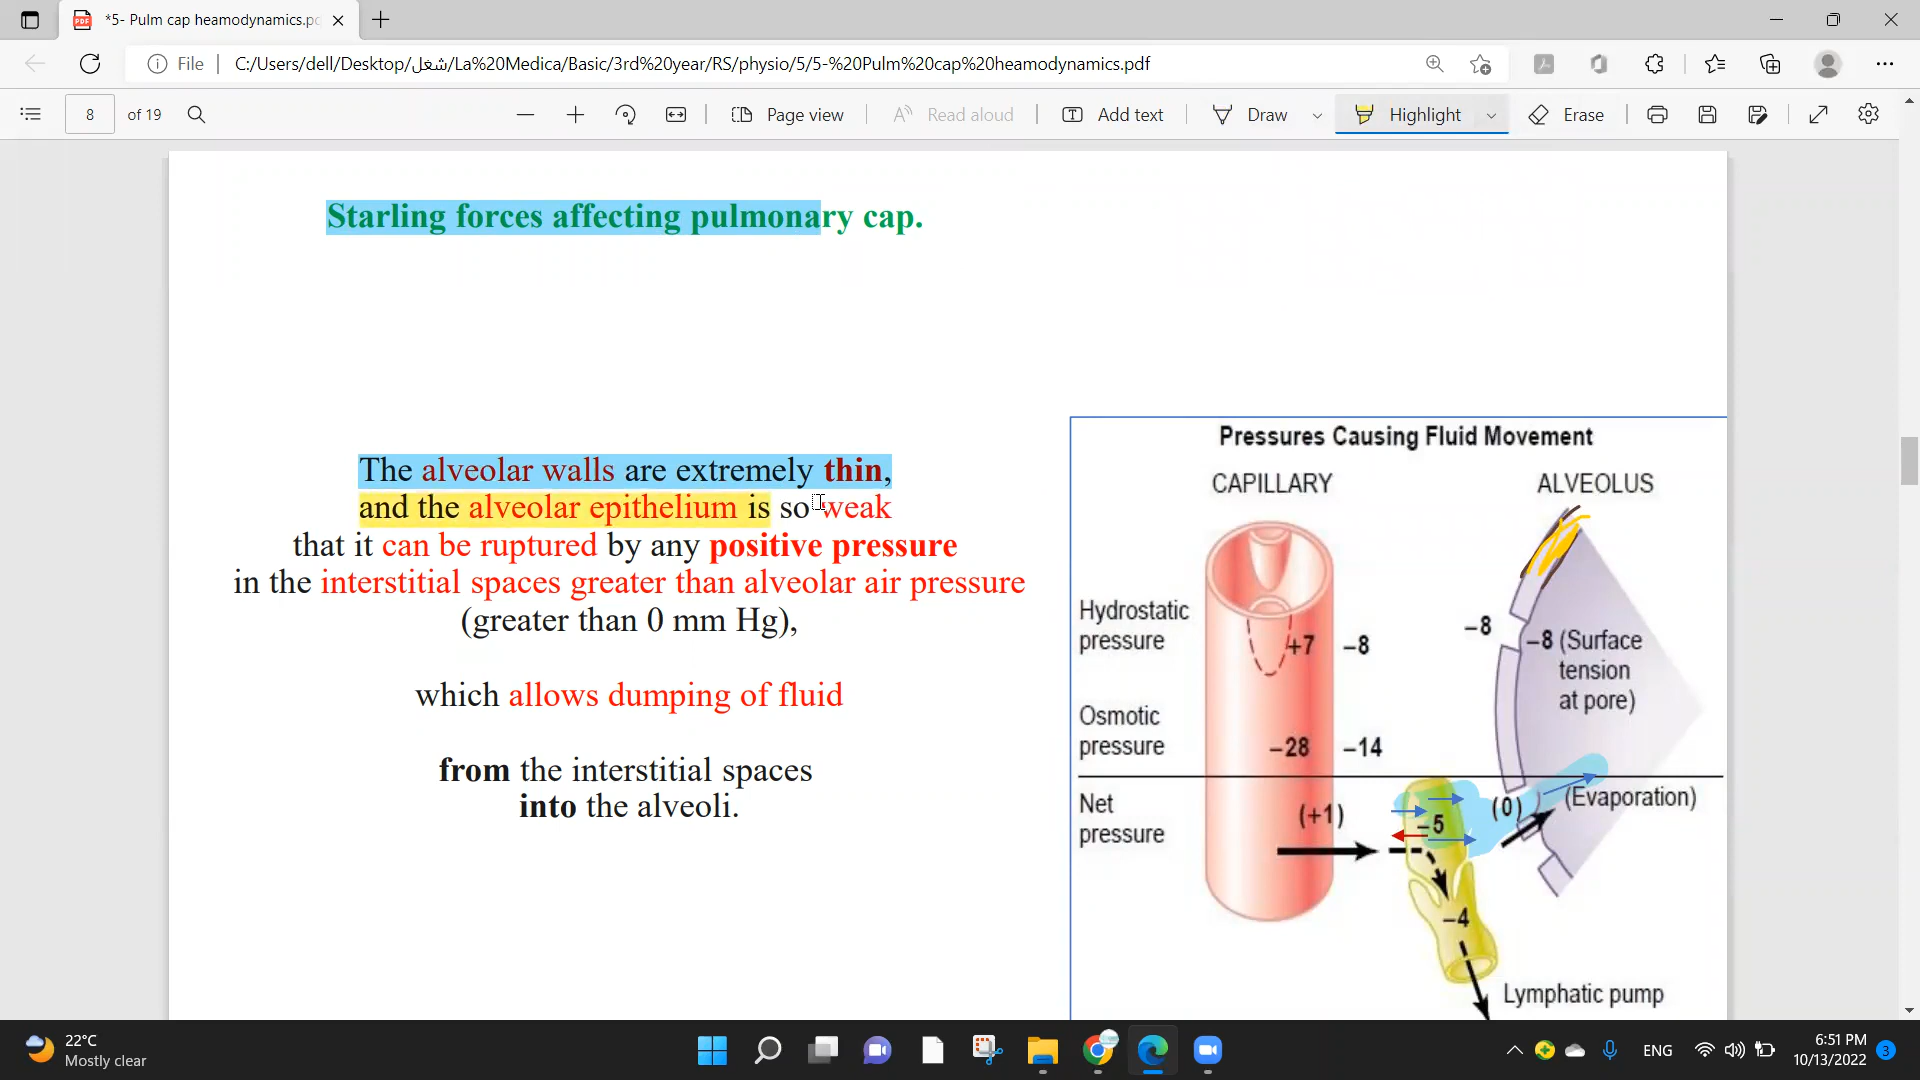 *5- Pulm cap heamodynamics.pd
File
C:/Users/dell/Desktop/شغل/La%20Medica/Basic/3rd%20year/RS/physio/5/5-%20Pulm%20cap%20heamodynamics.pdf
8 of 19
Page view
Read aloud
Add text
Draw
Highlight
Erase
Starling forces affecting pulmonary cap.
The alveolar walls are extremely thin,
and the alveolar epithelium is so weak
that it can be ruptured by any positive pressure
in the interstitial spaces greater than alveolar air pressure
(greater than 0 mm Hg),
which allows dumping of fluid
from the interstitial spaces
into the alveoli.
Pressures Causing Fluid Movement
CAPILLARY
ALVEOLUS
Hydrostatic
pressure
+7
-8
-8
-8 (Surface
tension
at pore)
Osmotic
pressure
-28
-14
Net
pressure
(+1)
-5
(0)
(Evaporation)
-4
Lymphatic pump
22°C
Mostly clear
ENG
6:51 PM
10/13/2022
3